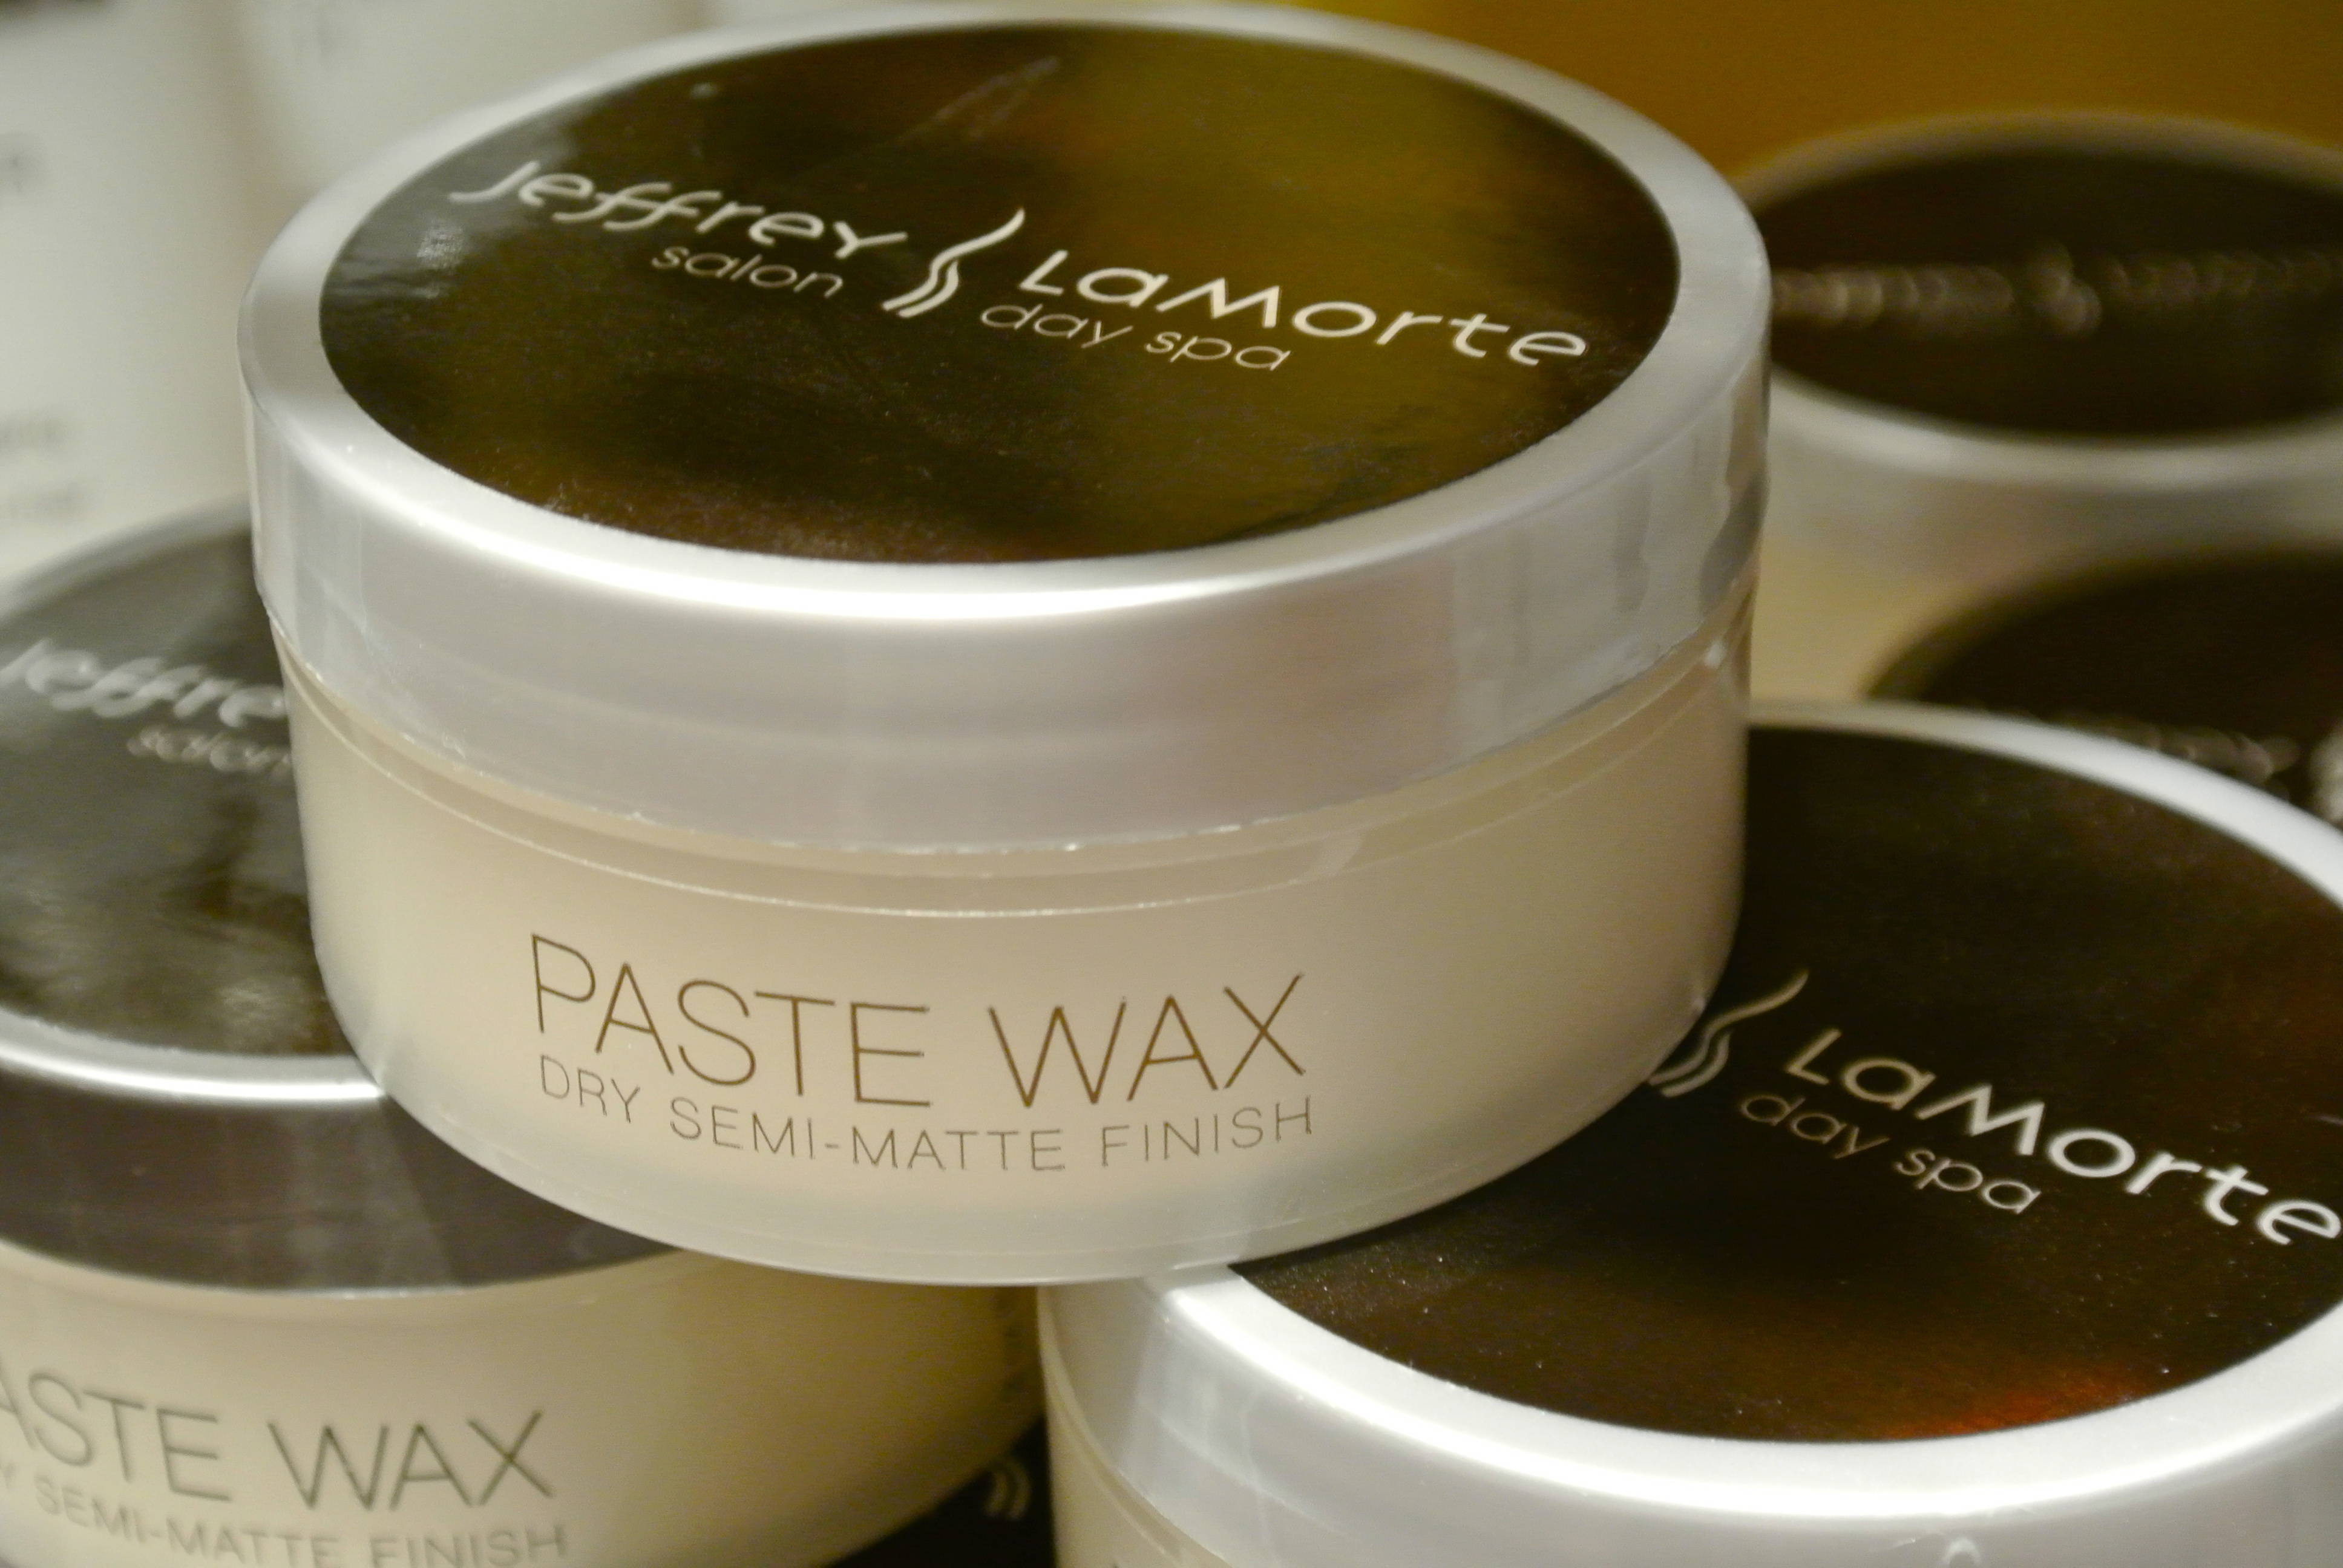 Jeffrey LaMorte
salon day spa
PASTE WAX
DRY SEMI-MATTE FINISH
Jeffre
salon
LaMorte
day spa
ASTE WAX
SEMI-MATTE FINISH